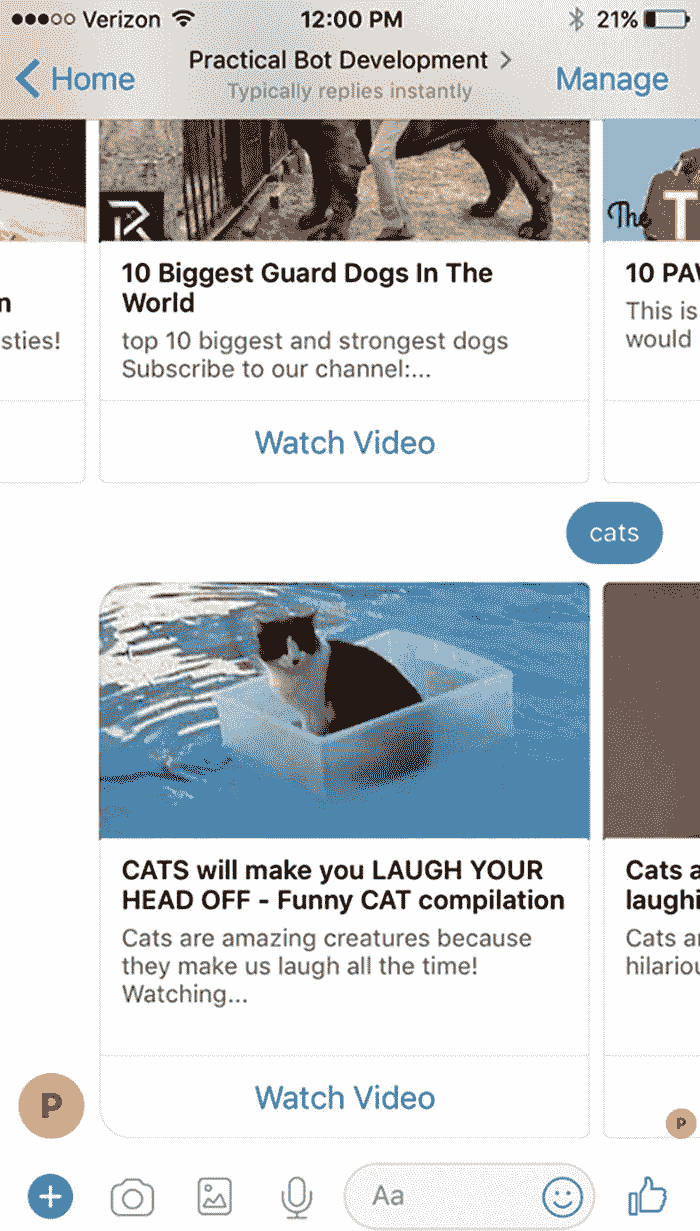 Verizon 12:00 PM 21%
Home Practical Bot Development Manage
Typically replies instantly
The T
10 Biggest Guard Dogs In The
World
top 10 biggest and strongest dogs
Subscribe to our channel:...
Watch Video
n
sties!
10 PAW
This is
would
cats
CATS will make you LAUGH YOUR
HEAD OFF - Funny CAT compilation
Cats are amazing creatures because
they make us laugh all the time!
Watching...
Watch Video
Cats a
laughi
Cats a
hilariou
P
P
Aa